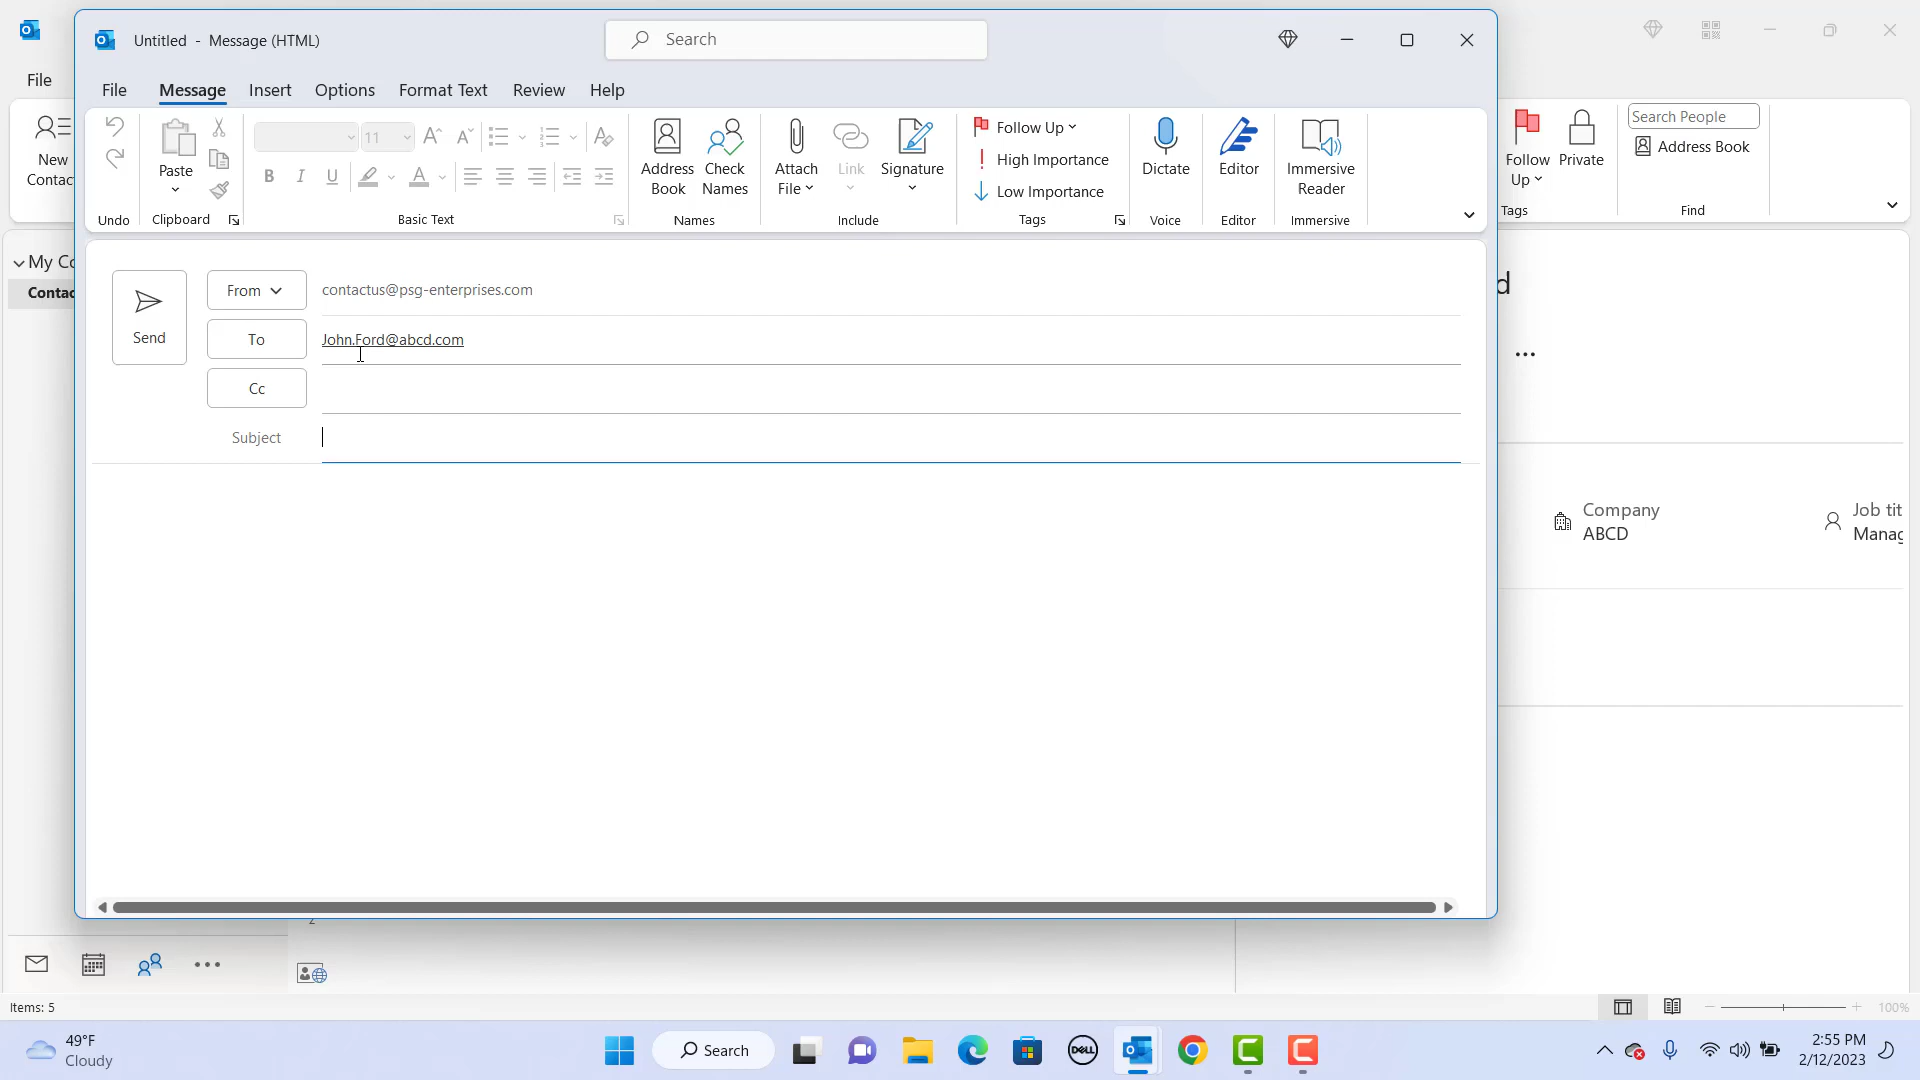 Untitled - Message (HTML)
Search
File
File
Message
Insert
Options
Format Text
Review
Help
New
Contac
Undo
Paste
Clipboard
11
B I U
A
Basic Text
Address
Book
Check
Names
Names
Attach
File
Link
Signature
Include
Follow Up
High Importance
Low Importance
Tags
Dictate
Voice
Editor
Editor
Immersive
Reader
Immersive
Follow
Up
Private
Tags
Search People
Address Book
Find
My Co
Contac
Send
From
contactus@psg-enterprises.com
To
John.Ford@abcd.com
Cc
Subject
d
Company
ABCD
Job tit
Manag
z
Items: 5
100%
49°F
Cloudy
Search
DELL
2:55 PM
2/12/2023